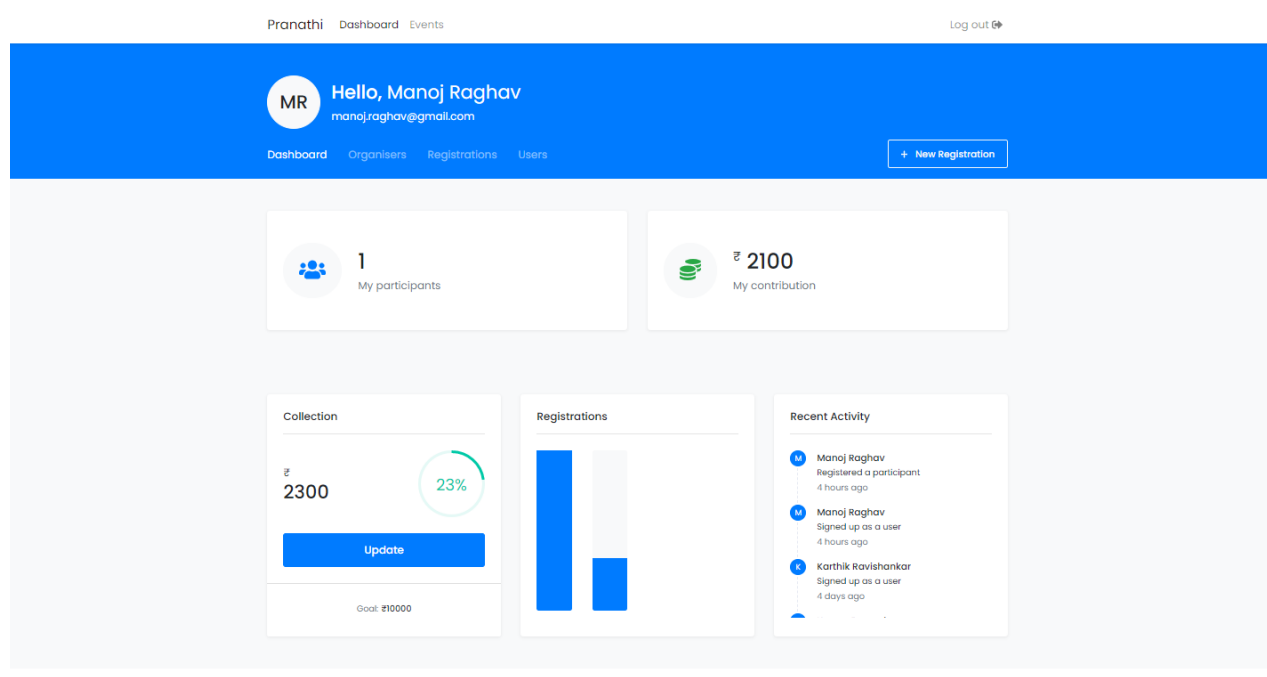 Pranathi Dashboard Events Log out
MR
Hello, Manoj Raghav
manoj.raghav@gmail.com
Dashboard Organisers Registrations Users
+ New Registration
1
My participants
₹ 2100
My contribution
Collection
₹
2300
23%
Update
Goal: ₹10000
Registrations
Recent Activity
M Manoj Raghav
Registered a participant
4 hours ago
M Manoj Raghav
Signed up as a user
4 hours ago
K Karthik Ravishankar
Signed up as a user
4 days ago